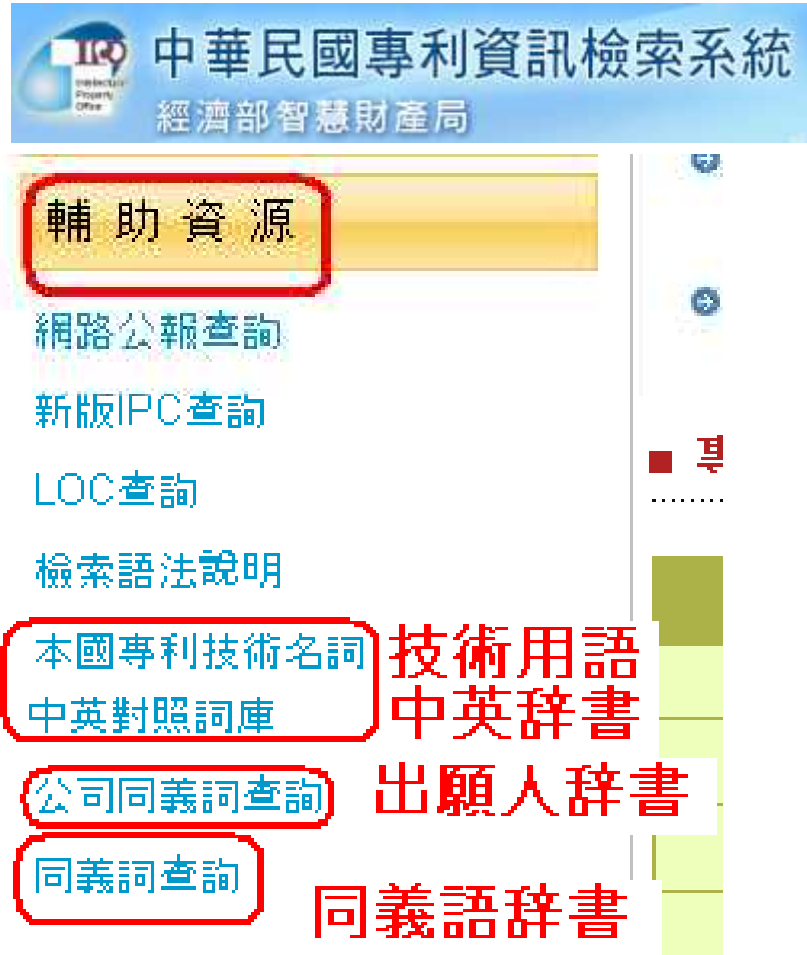 中華民國專利資訊檢索系統
經濟部智慧財產局
輔助資源
網路公報查詢
新版IPC查詢
LOC查詢
檢索語法說明
本國專利技術名詞
中英對照詞庫
技術用語
中英辞書
公司同義詞查詢
出願人辞書
同義詞查詢
同義語辞書